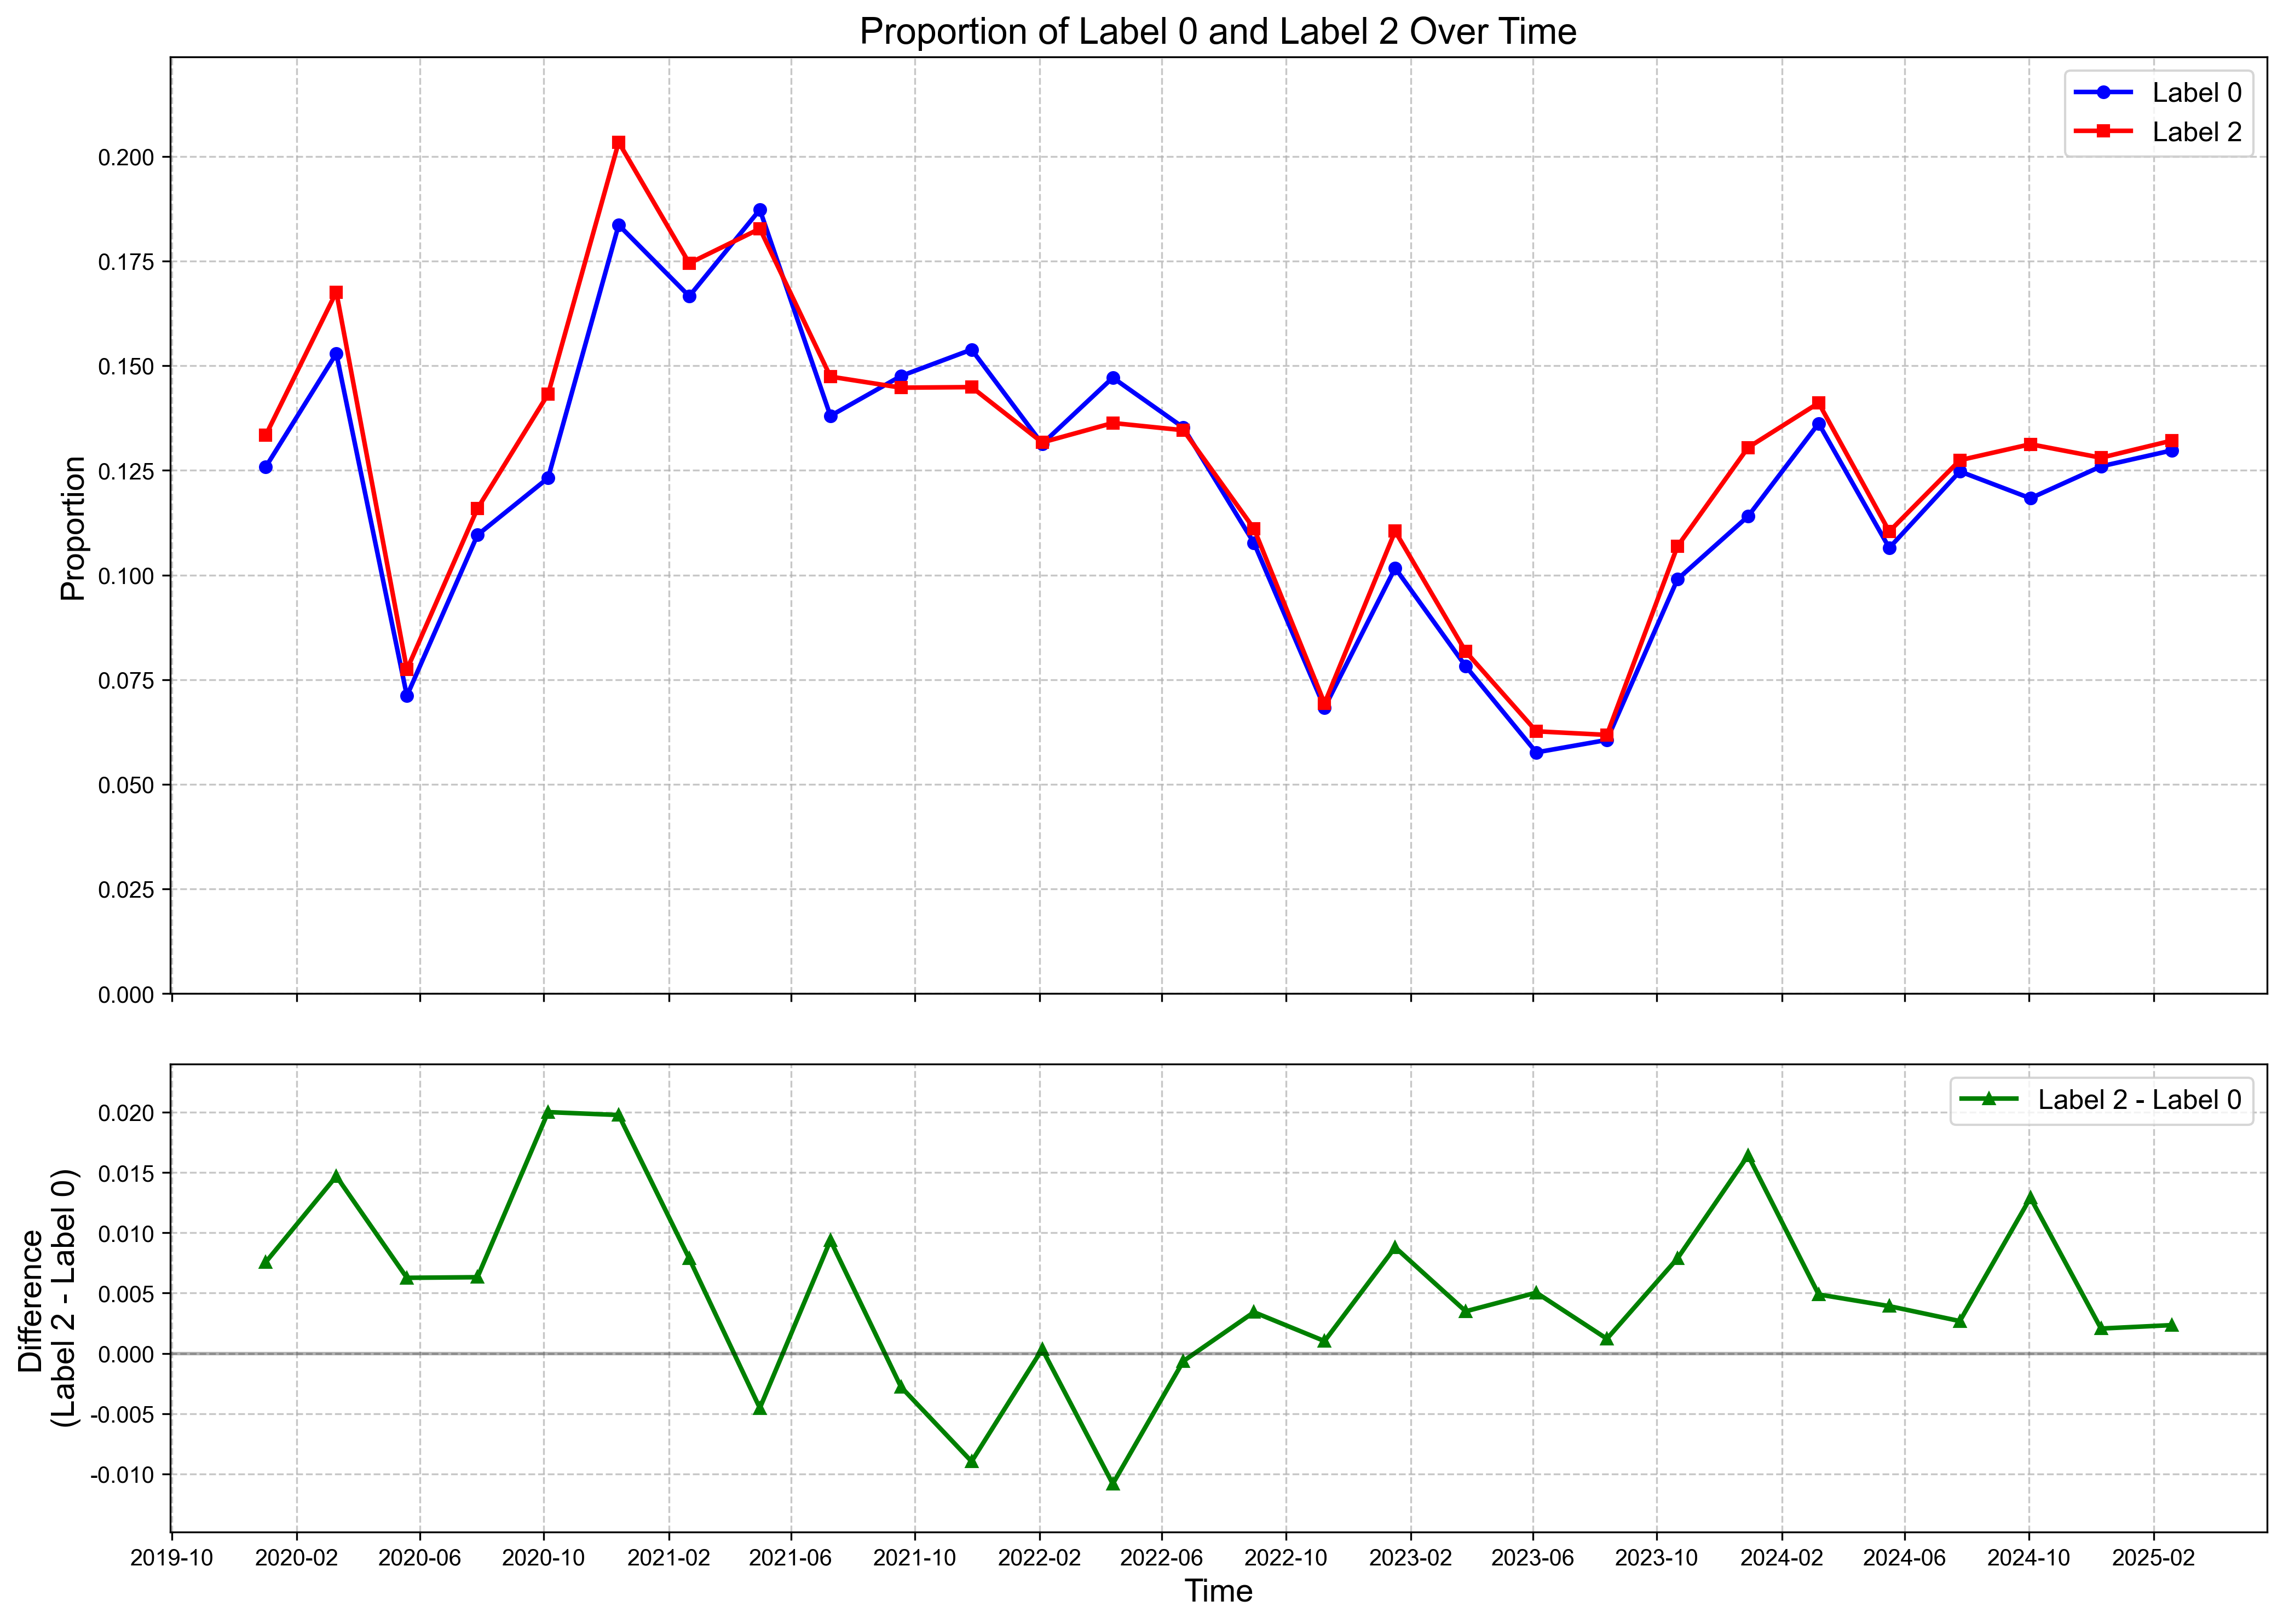 Proportion of Label 0 and Label 2 Over Time
Label 0
Label 2
Proportion
0.200
0.175
0.150
0.125
0.100
0.075
0.050
0.025
0.000
Label 2 - Label 0
Difference
(Label 2 - Label 0)
0.020
0.015
0.010
0.005
0.000
-0.005
-0.010
2019-10 2020-02 2020-06 2020-10 2021-02 2021-06 2021-10 2022-02 2022-06 2022-10 2023-02 2023-06 2023-10 2024-02 2024-06 2024-10 2025-02
Time